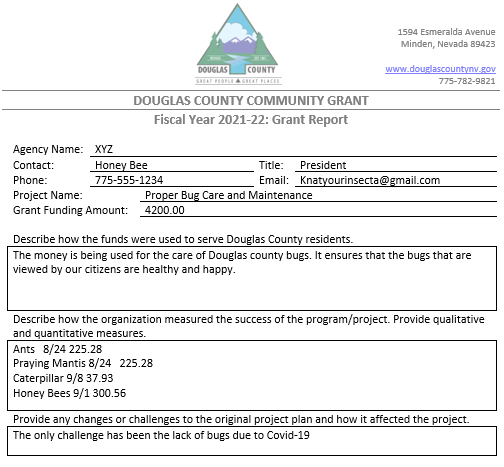 1594 Esmeralda Avenue
Minden, Nevada 89423
DOUGLAS COUNTY
GREAT PEOPLE GREAT PLACES
www.douglascountynv.gov
775-782-9821
DOUGLAS COUNTY COMMUNITY GRANT
Fiscal Year 2021-22: Grant Report
Agency Name: XYZ
Contact: Honey Bee Title: President
Phone: 775-555-1234 Email: Knatyourinsecta@gmail.com
Project Name: Proper Bug Care and Maintenance
Grant Funding Amount: 4200.00
Describe how the funds were used to serve Douglas County residents.
The money is being used for the care of Douglas county bugs. It ensures that the bugs that are
viewed by our citizens are healthy and happy.
Describe how the organization measured the success of the program/project. Provide qualitative
and quantitative measures.
Ants 8/24 225.28
Praying Mantis 8/24 225.28
Caterpillar 9/8 37.93
Honey Bees 9/1 300.56
Provide any changes or challenges to the original project plan and how it affected the project.
The only challenge has been the lack of bugs due to Covid-19